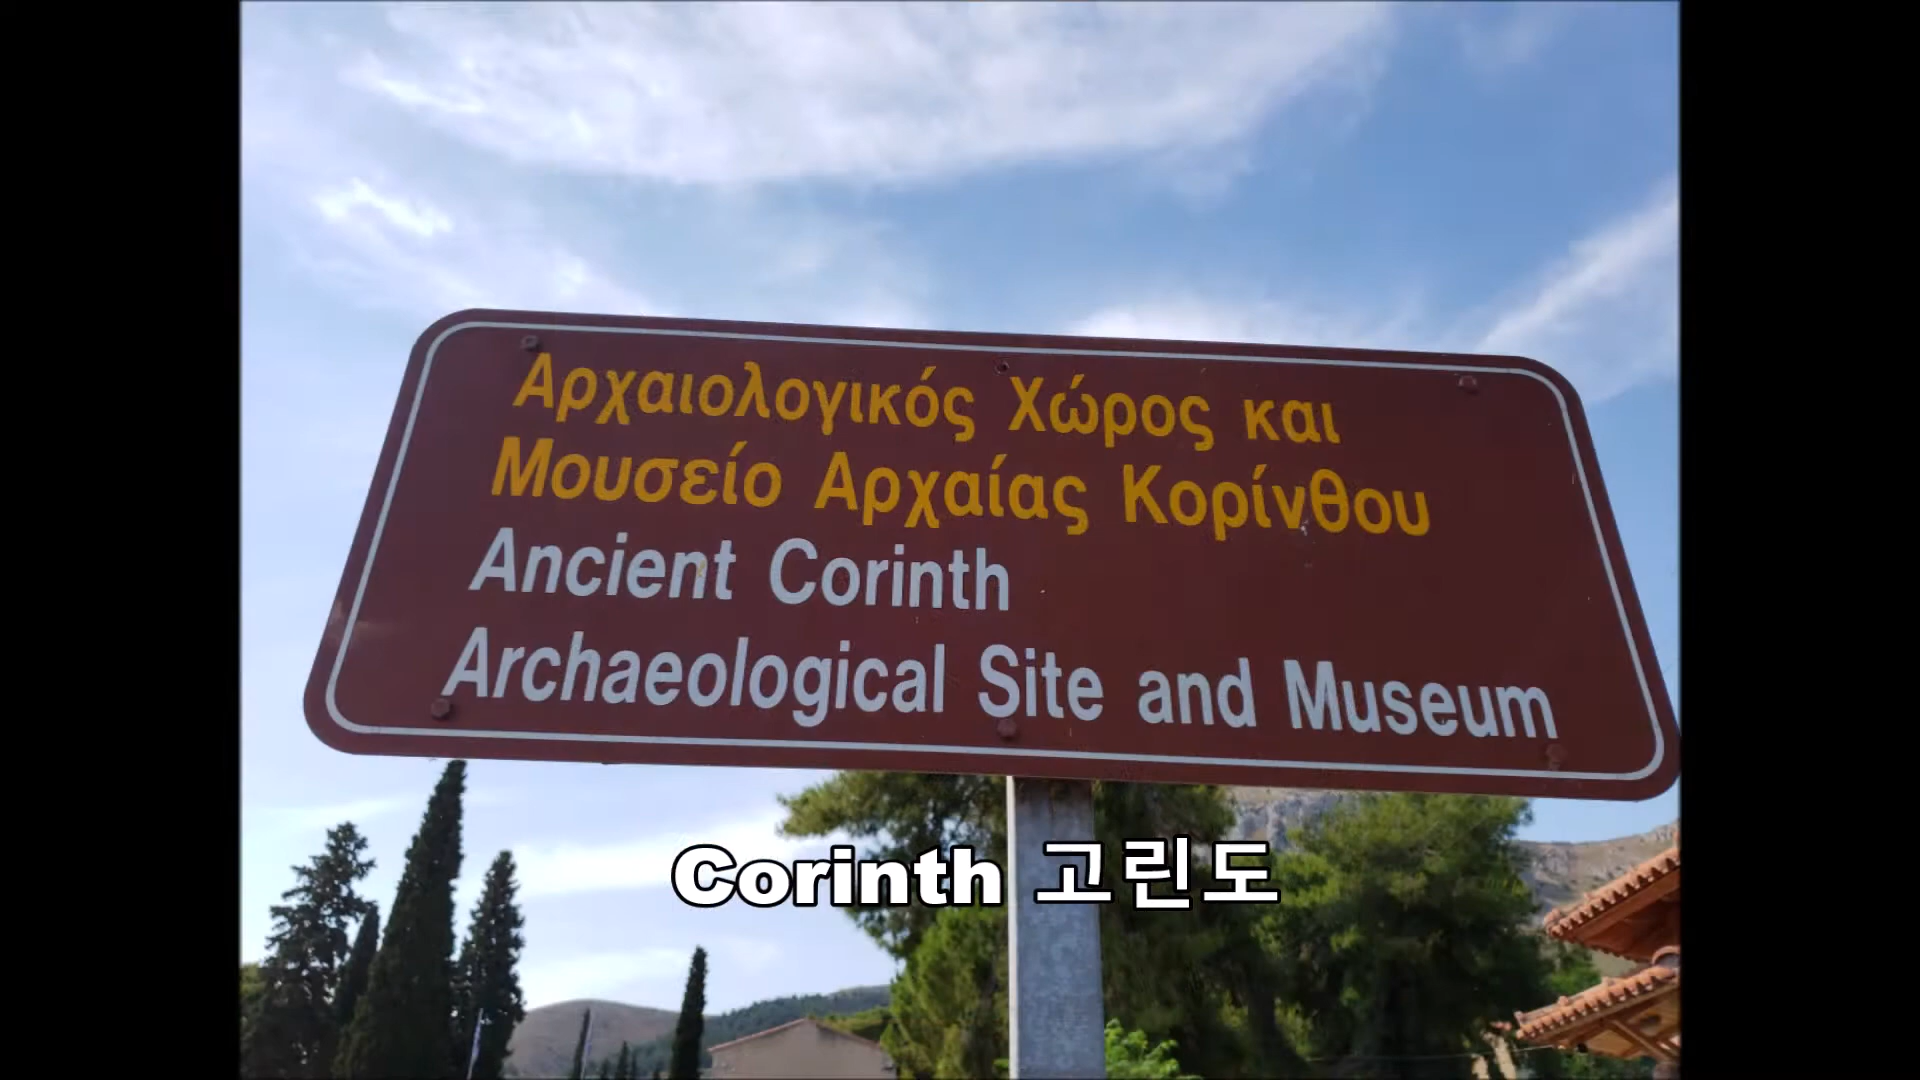 Αρχαιολογικός Χώρος και
Μουσείο Αρχαίας Κορίνθου
Ancient Corinth
Archaeological Site and Museum
Corinth 고린도